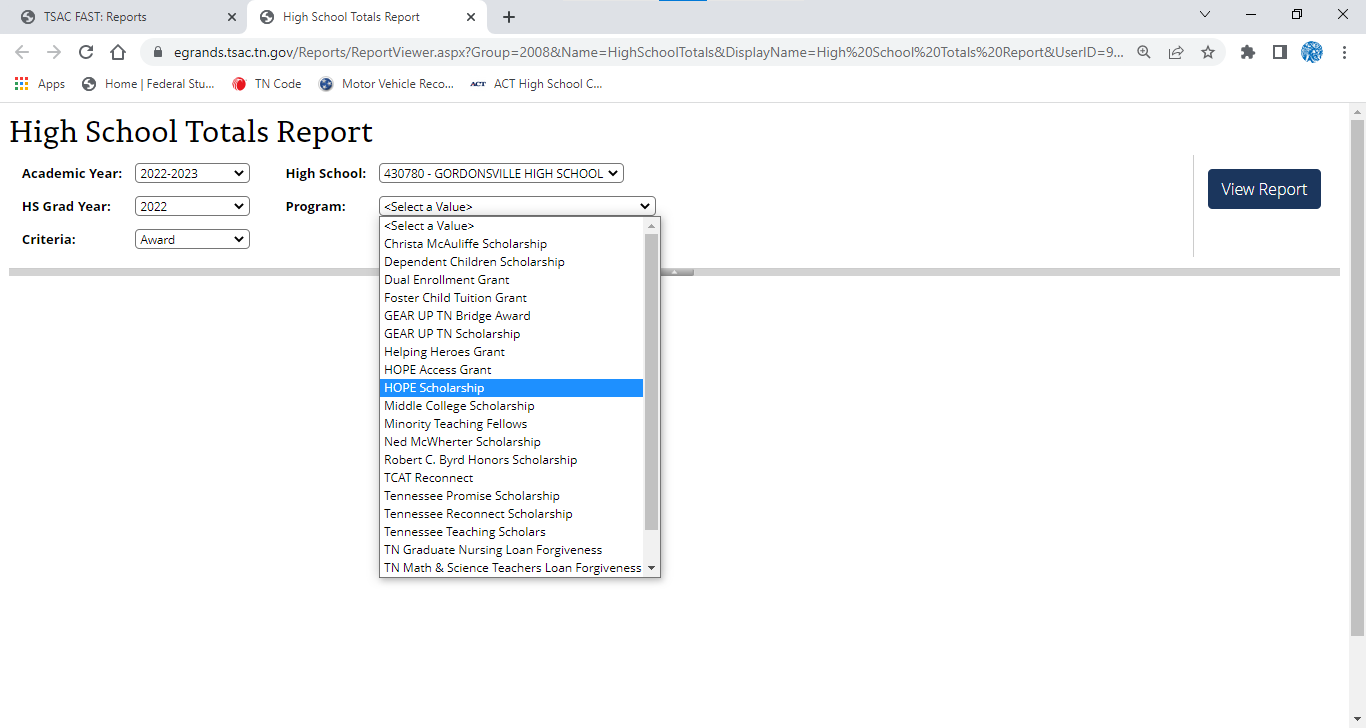 TSAC FAST: Reports
High School Totals Report
egrands.tsac.tn.gov/Reports/ReportViewer.aspx?Group=2008&Name=HighSchoolTotals&DisplayName=High%20School%20Totals%20Report&UserID=9...
Apps
Home | Federal Stu...
TN Code
Motor Vehicle Reco...
ACT
ACT High School C...
High School Totals Report
Academic Year: 2022-2023 High School: 430780 - GORDONSVILLE HIGH SCHOOL
View Report
HS Grad Year: 2022 Program: <Select a Value>
Criteria: Award
<Select a Value>
Christa McAuliffe Scholarship
Dependent Children Scholarship
Dual Enrollment Grant
Foster Child Tuition Grant
GEAR UP TN Bridge Award
GEAR UP TN Scholarship
Helping Heroes Grant
HOPE Access Grant
HOPE Scholarship
Middle College Scholarship
Minority Teaching Fellows
Ned McWherter Scholarship
Robert C. Byrd Honors Scholarship
TCAT Reconnect
Tennessee Promise Scholarship
Tennessee Reconnect Scholarship
Tennessee Teaching Scholars
TN Graduate Nursing Loan Forgiveness
TN Math & Science Teachers Loan Forgiveness